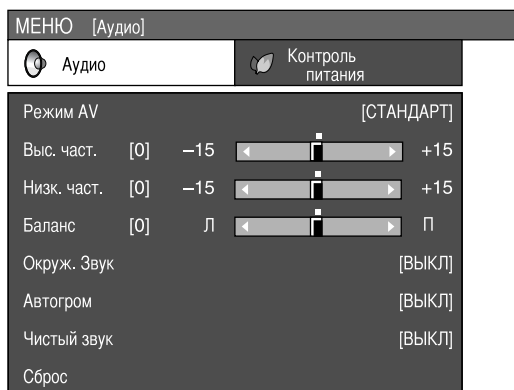 МЕНЮ [Аудио]
Аудио
Контроль
питания
Режим AV [СТАНДАРТ]
Выс. част. [0] –15 +15
Низк. част. [0] –15 +15
Баланс [0] Л П
Окруж. Звук [ВЫКЛ]
Автогром [ВЫКЛ]
Чистый звук [ВЫКЛ]
Сброс